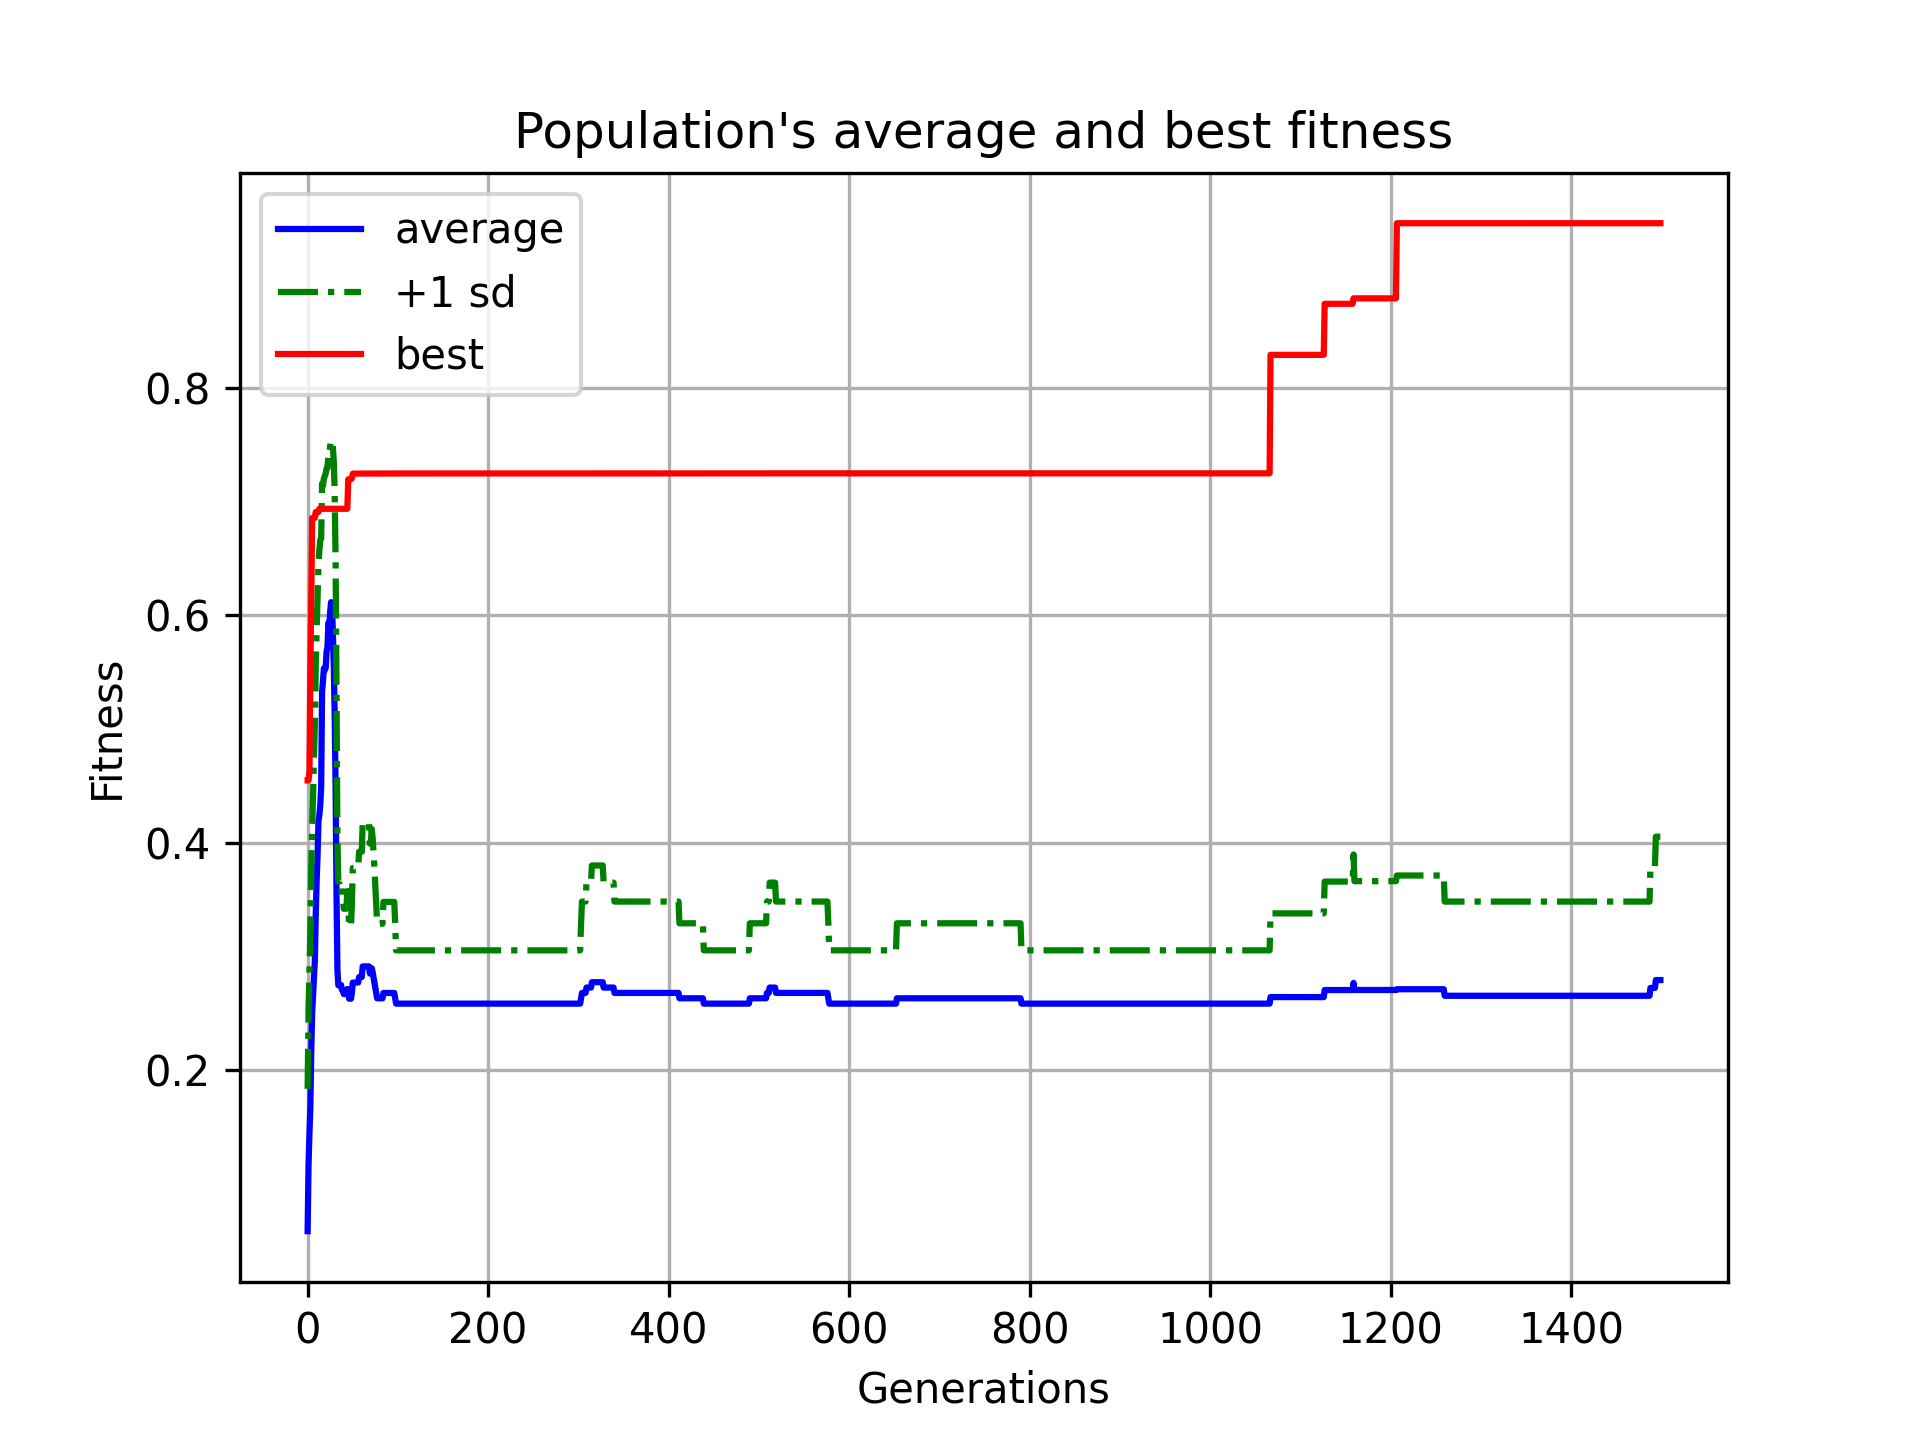 Population's average and best fitness
average
+1 sd
best
0.8
0.6
0.4
0.2
Fitness
0 200 400 600 800 1000 1200 1400
Generations